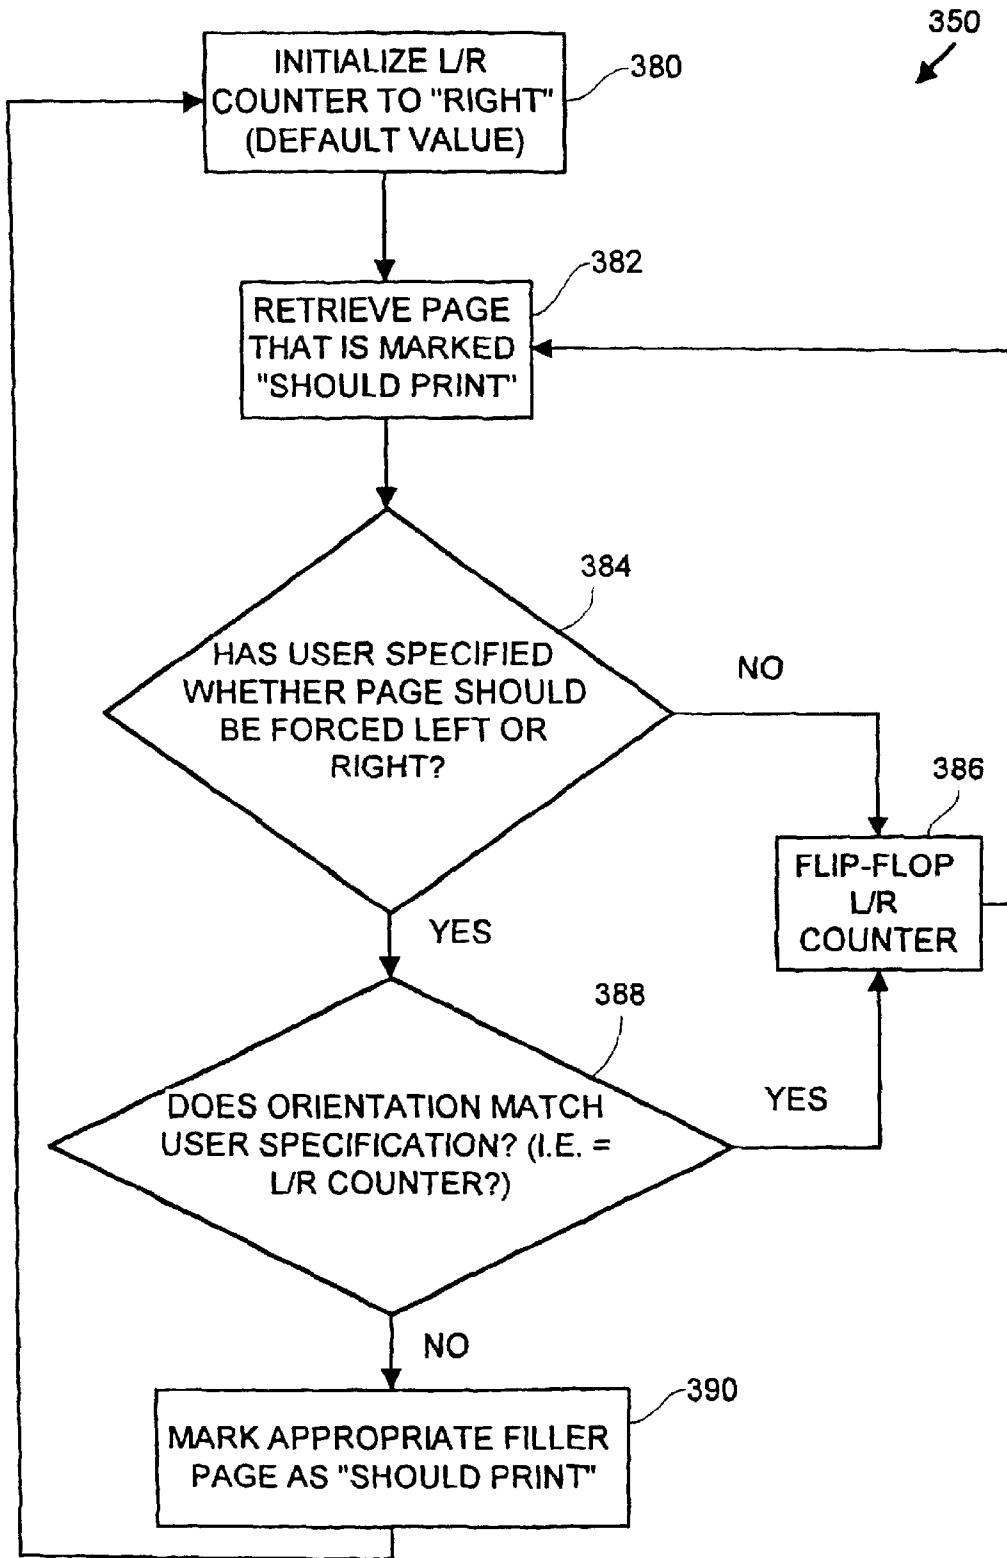 350
INITIALIZE L/R
COUNTER TO "RIGHT"
(DEFAULT VALUE)
380
RETRIEVE PAGE
THAT IS MARKED
"SHOULD PRINT"
382
HAS USER SPECIFIED
WHETHER PAGE SHOULD
BE FORCED LEFT OR
RIGHT?
384
NO
386
FLIP-FLOP
L/R
COUNTER
YES
388
DOES ORIENTATION MATCH
USER SPECIFICATION? (I.E. =
L/R COUNTER?)
YES
NO
390
MARK APPROPRIATE FILLER
PAGE AS "SHOULD PRINT"